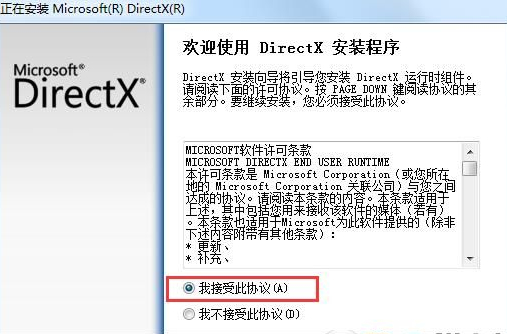 正在安装 Microsoft(R) DirectX(R)
Microsoft®
DirectX®
欢迎使用 DirectX 安装程序
DirectX 安装向导将引导您安装 DirectX 运行时组件。
请阅读下面的许可协议。按 PAGE DOWN 键阅读协议的其
余部分。要继续安装，您必须接受此协议。
MICROSOFT软件许可条款
MICROSOFT DIRECTX END USER RUNTIME
本许可条款是 Microsoft Corporation（或您所在
地的 Microsoft Corporation 关联公司）与您之间
达成的协议。请阅读本条款的内容。本条款适用于
上述，其中包括您用来接收该软件的媒体（若有）
。本条款也适用于Microsoft为此软件提供的（除非
下述内容附带有其他条款）：
* 更新、
* 补充、
我接受此协议(A)
我不接受此协议(D)